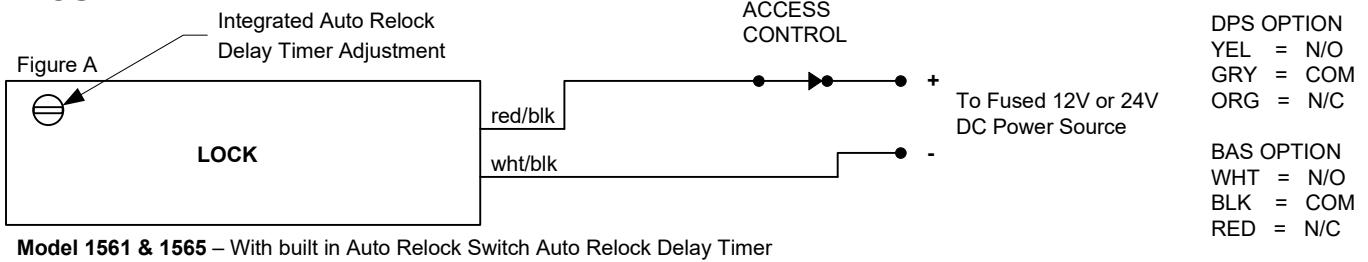 Integrated Auto Relock
Delay Timer Adjustment
Figure A
LOCK
red/blk
wht/blk
ACCESS
CONTROL
+
-
To Fused 12V or 24V
DC Power Source
DPS OPTION
YEL = N/O
GRY = COM
ORG = N/C
BAS OPTION
WHT = N/O
BLK = COM
RED = N/C
Model 1561 & 1565 – With built in Auto Relock Switch Auto Relock Delay Timer